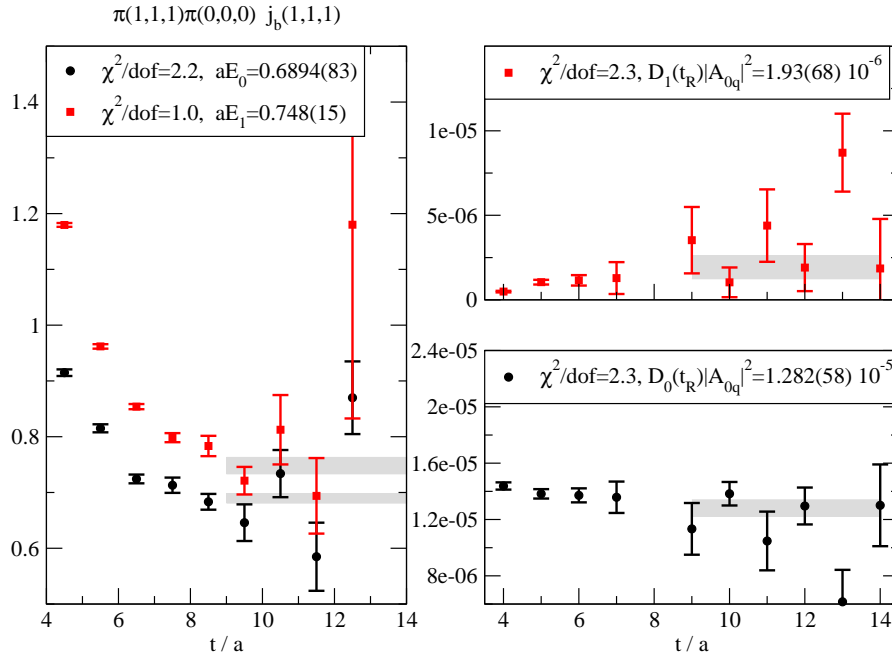 π(1,1,1)π(0,0,0) j_b(1,1,1)
χ²/dof=2.2, aE₀=0.6894(83)
χ²/dof=1.0, aE₁=0.748(15)
1.4
1.2
1
0.8
0.6
4 6 8 10 12 14
t / a
χ²/dof=2.3, D₁(t_R)|A₀q|²=1.93(68) 10⁻⁶
1e-05
5e-06
0
χ²/dof=2.3, D₀(t_R)|A₀q|²=1.282(58) 10⁻⁵
2.4e-05
2e-05
1.6e-05
1.2e-05
8e-06
4 6 8 10 12 14
t / a